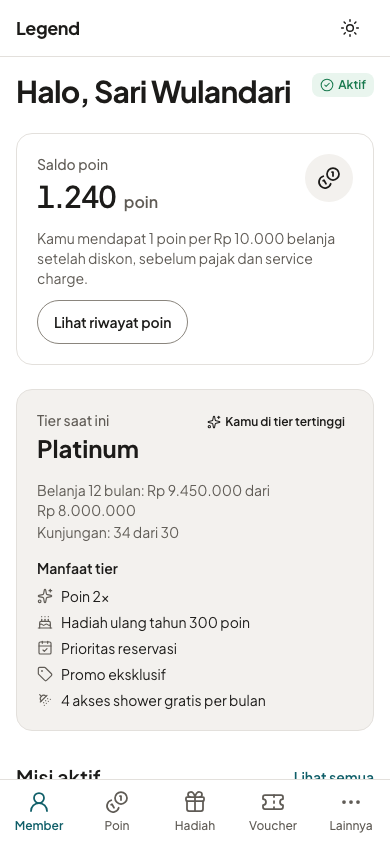 Legend
Halo, Sari Wulandari
Aktif
Saldo poin
1.240 poin
Kamu mendapat 1 poin per Rp 10.000 belanja
setelah diskon, sebelum pajak dan service
charge.
Lihat riwayat poin
Tier saat ini
Kamu di tier tertinggi
Platinum
Belanja 12 bulan: Rp 9.450.000 dari
Rp 8.000.000
Kunjungan: 34 dari 30
Manfaat tier
Poin 2×
Hadiah ulang tahun 300 poin
Prioritas reservasi
Promo eksklusif
4 akses shower gratis per bulan
Misi aktif
Lihat semua
Member
Poin
Hadiah
Voucher
Lainnya